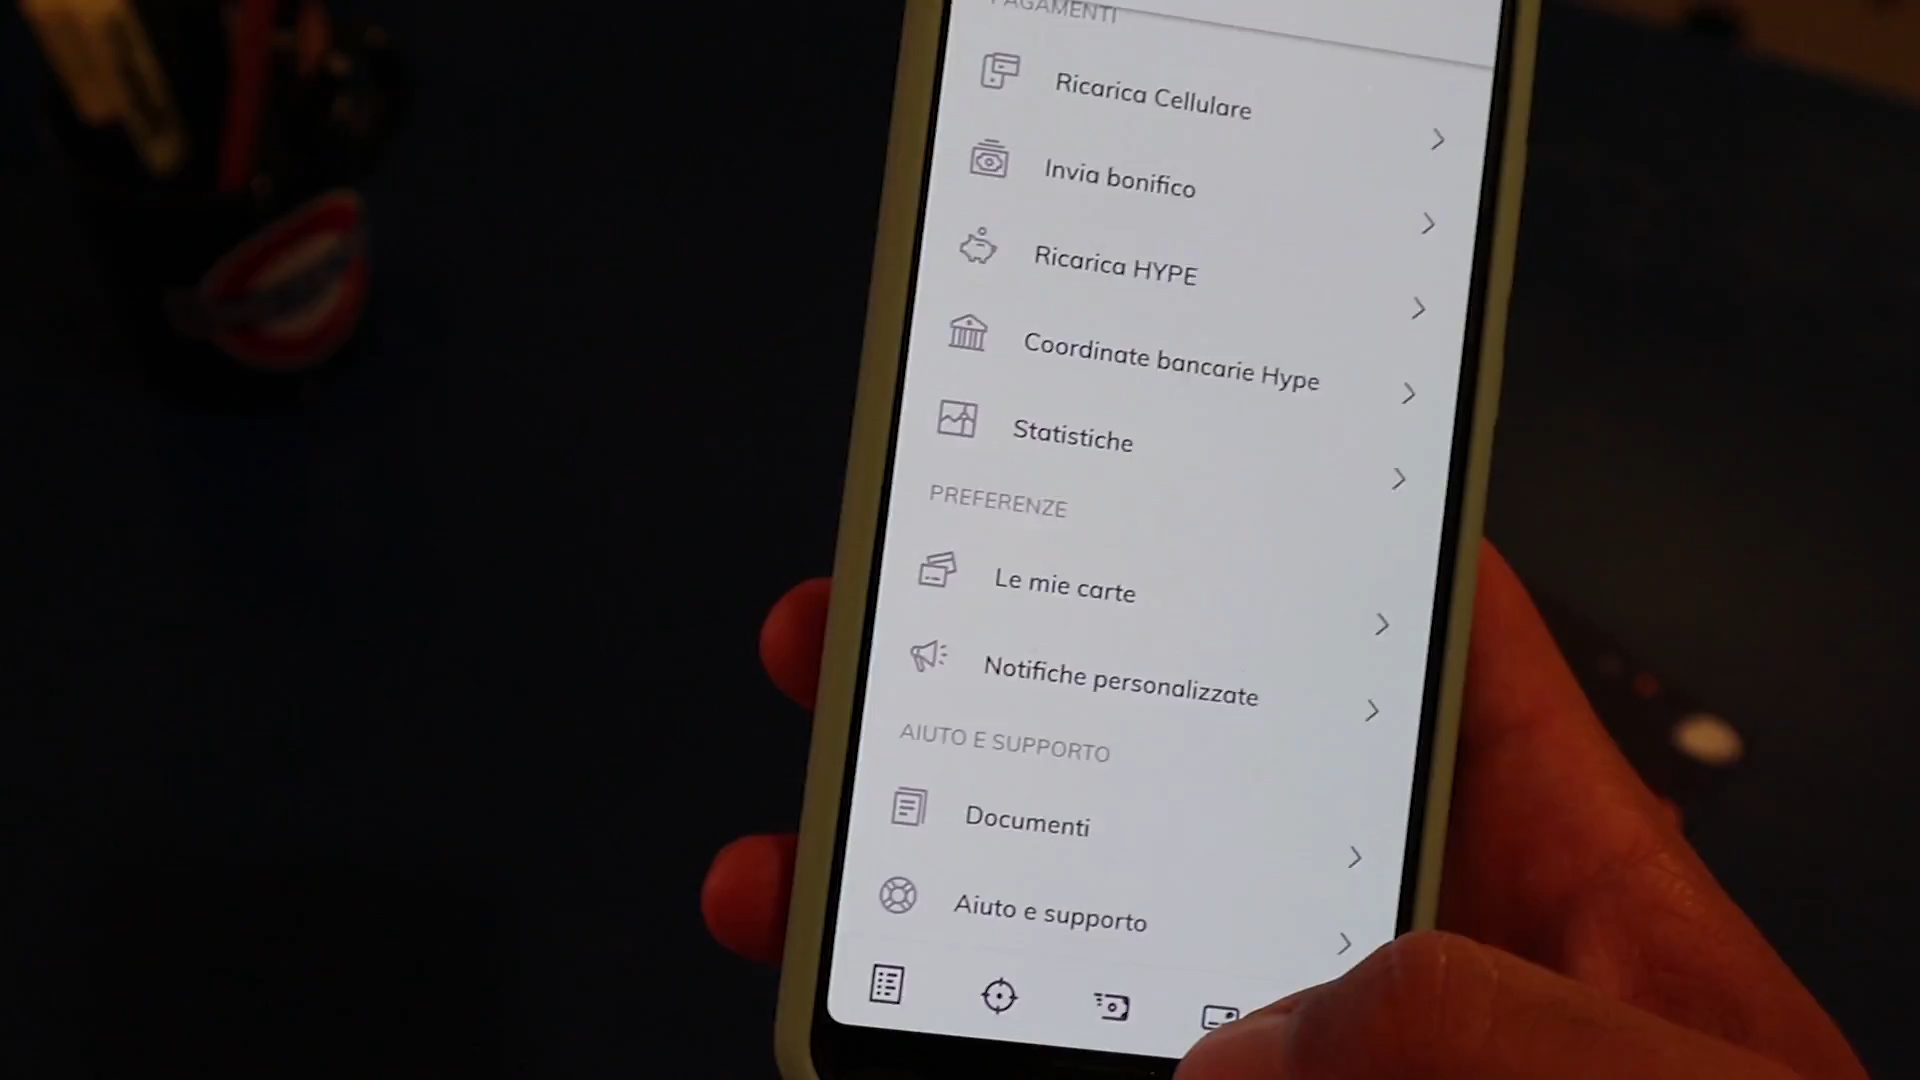 PAGAMENTI
Ricarica Cellulare
Invia bonifico
Ricarica HYPE
Coordinate bancarie Hype
Statistiche
PREFERENZE
Le mie carte
Notifiche personalizzate
AIUTO E SUPPORTO
Documenti
Aiuto e supporto